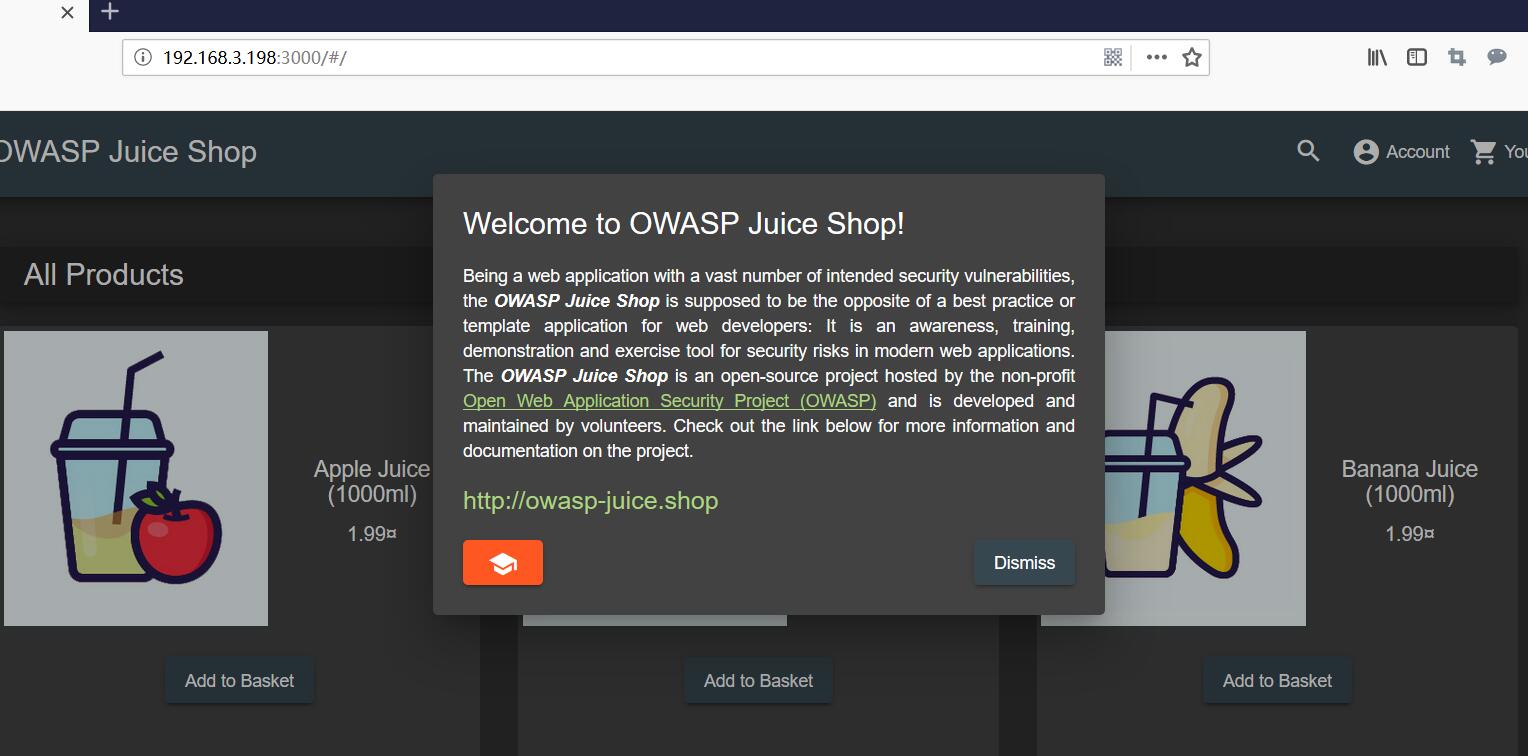 192.168.3.198:3000/#/
OWASP Juice Shop
Account
You
All Products
Welcome to OWASP Juice Shop!
Being a web application with a vast number of intended security vulnerabilities,
the OWASP Juice Shop is supposed to be the opposite of a best practice or
template application for web developers: It is an awareness, training,
demonstration and exercise tool for security risks in modern web applications.
The OWASP Juice Shop is an open-source project hosted by the non-profit
Open Web Application Security Project (OWASP) and is developed and
maintained by volunteers. Check out the link below for more information and
documentation on the project.
http://owasp-juice.shop
Dismiss
Apple Juice
(1000ml)
1.99¤
Banana Juice
(1000ml)
1.99¤
Add to Basket
Add to Basket
Add to Basket